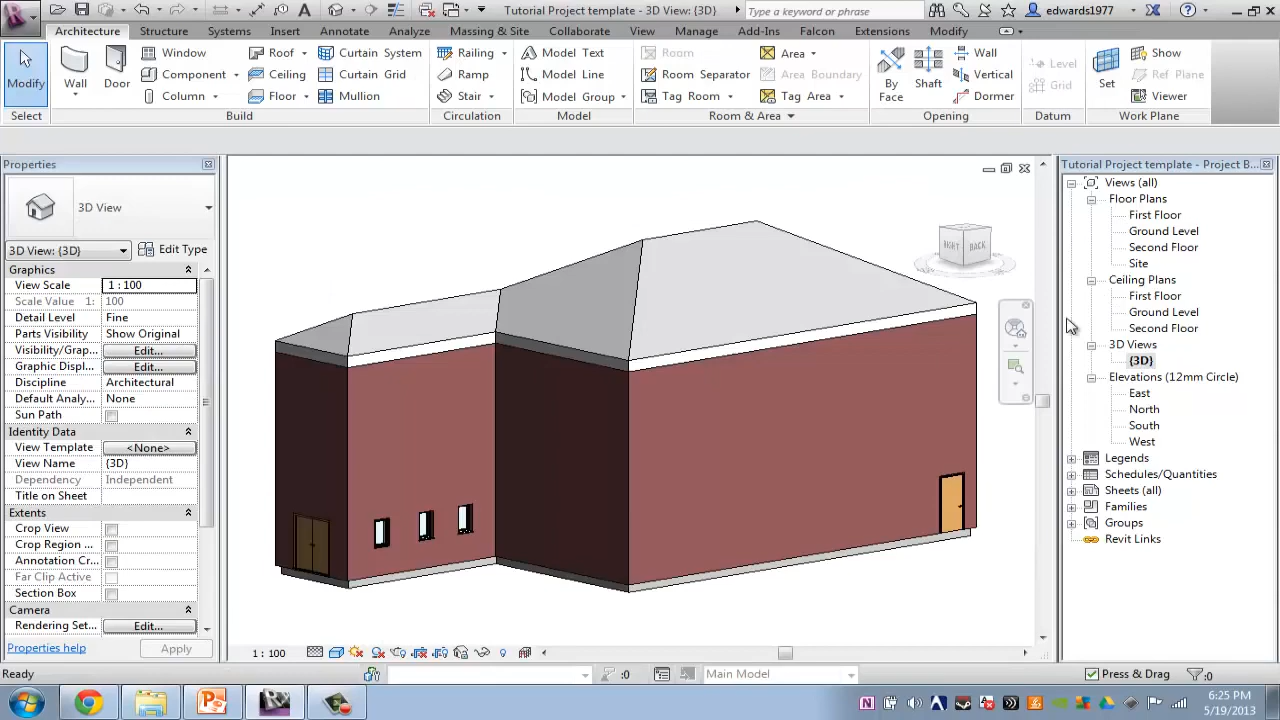 Tutorial Project template - 3D View: {3D}
Type a keyword or phrase
edwards1977
Architecture Structure Systems Insert Annotate Analyze Massing & Site Collaborate View Manage Add-Ins Falcon Extensions Modify
Modify
Wall
Door
Window
Component
Column
Roof
Ceiling
Floor
Curtain System
Curtain Grid
Mullion
Railing
Ramp
Stair
Model Text
Model Line
Model Group
Room
Room Separator
Tag Room
Area
Area Boundary
Tag Area
By Face
Shaft
Wall
Vertical
Dormer
Level
Grid
Set
Show
Ref Plane
Viewer
Select Build Circulation Model Room & Area Opening Datum Work Plane
Properties
3D View
3D View: {3D} Edit Type
Graphics
View Scale 1 : 100
Scale Value 1: 100
Detail Level Fine
Parts Visibility Show Original
Visibility/Grap... Edit...
Graphic Displ... Edit...
Discipline Architectural
Default Analy... None
Sun Path
Identity Data
View Template <None>
View Name {3D}
Dependency Independent
Title on Sheet
Extents
Crop View
Crop Region ...
Annotation Cr...
Far Clip Active
Section Box
Camera
Rendering Set... Edit...
Properties help Apply
RIGHT BACK
1 : 100
Tutorial Project template - Project B...
Views (all)
Floor Plans
First Floor
Ground Level
Second Floor
Site
Ceiling Plans
First Floor
Ground Level
Second Floor
3D Views
{3D}
Elevations (12mm Circle)
East
North
South
West
Legends
Schedules/Quantities
Sheets (all)
Families
Groups
Revit Links
Ready :0 Main Model Press & Drag :0
6:25 PM
5/19/2013